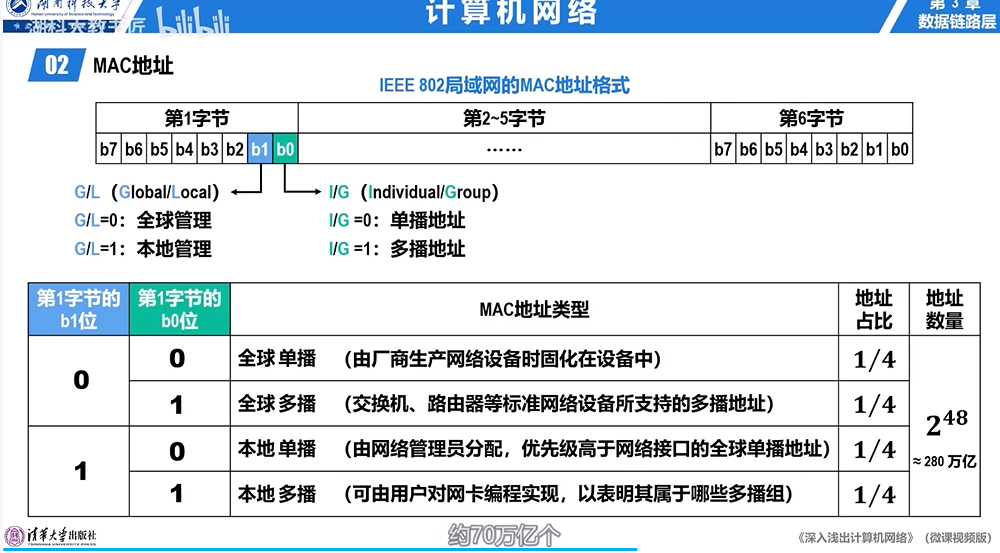 湖南科技大学
Hunan University of Science and Technology
湖科大教书匠 bilibili
计算机网络
第 3 章
数据链路层
02 MAC地址
IEEE 802局域网的MAC地址格式
第1字节 第2~5字节 第6字节
b7 b6 b5 b4 b3 b2 b1 b0 …… b7 b6 b5 b4 b3 b2 b1 b0
G/L（Global/Local） I/G（Individual/Group）
G/L=0：全球管理 I/G =0：单播地址
G/L=1：本地管理 I/G =1：多播地址
第1字节的b1位 第1字节的b0位 MAC地址类型 地址占比 地址数量
0 0 全球单播 （由厂商生产网络设备时固化在设备中） 1/4
1 全球多播 （交换机、路由器等标准网络设备所支持的多播地址） 1/4
2^48
≈ 280 万亿
1 0 本地单播 （由网络管理员分配，优先级高于网络接口的全球单播地址） 1/4
1 本地多播 （可由用户对网卡编程实现，以表明其属于哪些多播组） 1/4
约70万亿个
清华大学出版社
TSINGHUA UNIVERSITY PRESS
《深入浅出计算机网络》（微课视频版）